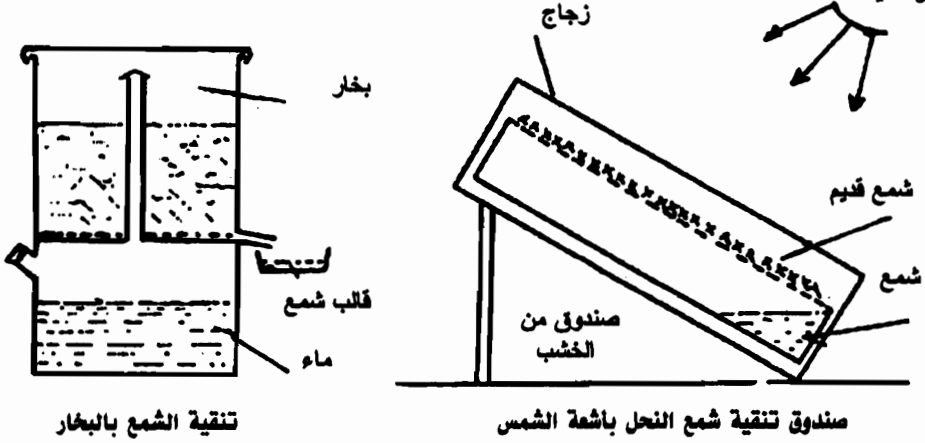 زجاج
بخار
شمع قديم
شمع
قالب شمع
صندوق من
الخشب
ماء
صندوق تنقية شمع النحل بأشعة الشمس
تنقية الشمع بالبخار